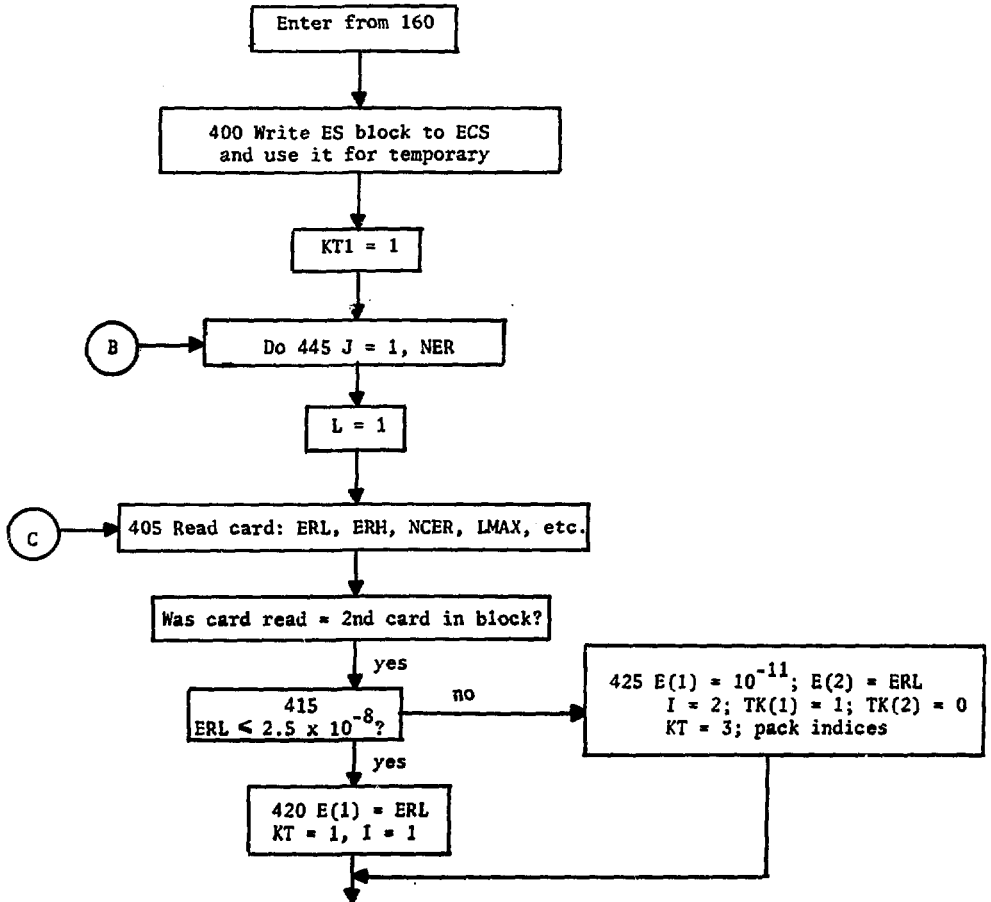 Enter from 160
400 Write ES block to ECS
and use it for temporary
KT1 = 1
B
Do 445 J = 1, NER
L = 1
C
405 Read card: ERL, ERH, NCER, LMAX, etc.
Was card read = 2nd card in block?
yes
415
ERL ≤ 2.5 x 10^-8?
no
425 E(1) = 10^-11; E(2) = ERL
I = 2; TK(1) = 1; TK(2) = 0
KT = 3; pack indices
yes
420 E(1) = ERL
KT = 1, I = 1